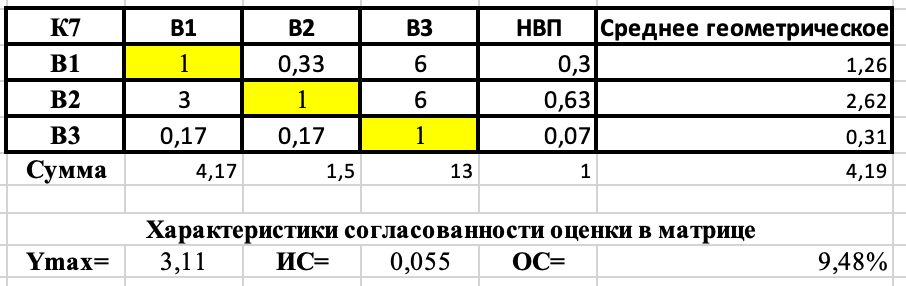 К7 В1 В2 В3 НВП Среднее геометрическое
В1 1 0,33 6 0,3 1,26
В2 3 1 6 0,63 2,62
В3 0,17 0,17 1 0,07 0,31
Сумма 4,17 1,5 13 1 4,19
Характеристики согласованности оценки в матрице
Ymax= 3,11 ИС= 0,055 ОС= 9,48%